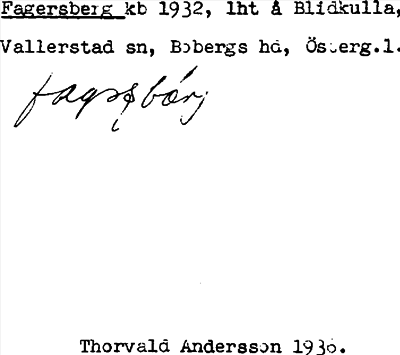 Fagersberg kb 1932, lht å Blidkulla,
Vallerstad sn, Bobergs hd, Österg.l.
Thorvald Andersson 1936.